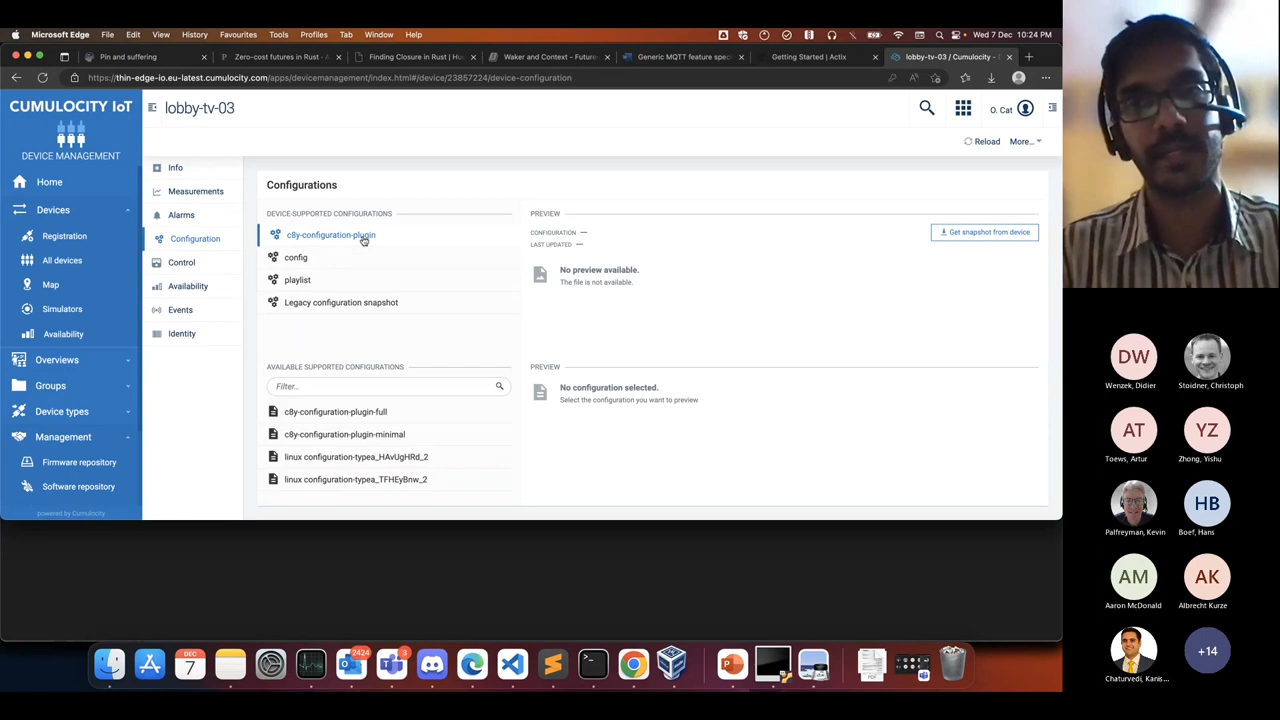 Microsoft Edge File Edit View History Favourites Tools Profiles Tab Window Help Wed 7 Dec 10:24 PM
Pin and suffering
Zero-cost futures in Rust - A
Finding Closure in Rust | Hu
Waker and Context - Future
Generic MQTT feature spec
Getting Started | Actix
lobby-tv-03 / Cumulocity -
https://thin-edge-io.eu-latest.cumulocity.com/apps/devicemanagement/index.html#/device/23857224/device-configuration
CUMULOCITY IoT
DEVICE MANAGEMENT
Home
Devices
Registration
All devices
Map
Simulators
Availability
Overviews
Groups
Device types
Management
Firmware repository
Software repository
powered by Cumulocity
lobby-tv-03
O. Cat
Reload More...
Info
Measurements
Alarms
Configuration
Control
Availability
Events
Identity
Configurations
DEVICE-SUPPORTED CONFIGURATIONS
c8y-configuration-plugin
config
playlist
Legacy configuration snapshot
PREVIEW
CONFIGURATION —
LAST UPDATED —
Get snapshot from device
No preview available.
The file is not available.
AVAILABLE SUPPORTED CONFIGURATIONS
Filter...
c8y-configuration-plugin-full
c8y-configuration-plugin-minimal
linux configuration-typea_HAvUgHRd_2
linux configuration-typea_TFHEyBnw_2
PREVIEW
No configuration selected.
Select the configuration you want to preview
DEC
7
2424
3
PDF
DW
Wenzek, Didier
Stoidner, Christoph
AT
Toews, Artur
YZ
Zhong, Yishu
Palfreyman, Kevin
HB
Boef, Hans
AM
Aaron McDonald
AK
Albrecht Kurze
Chaturvedi, Kanis...
+14